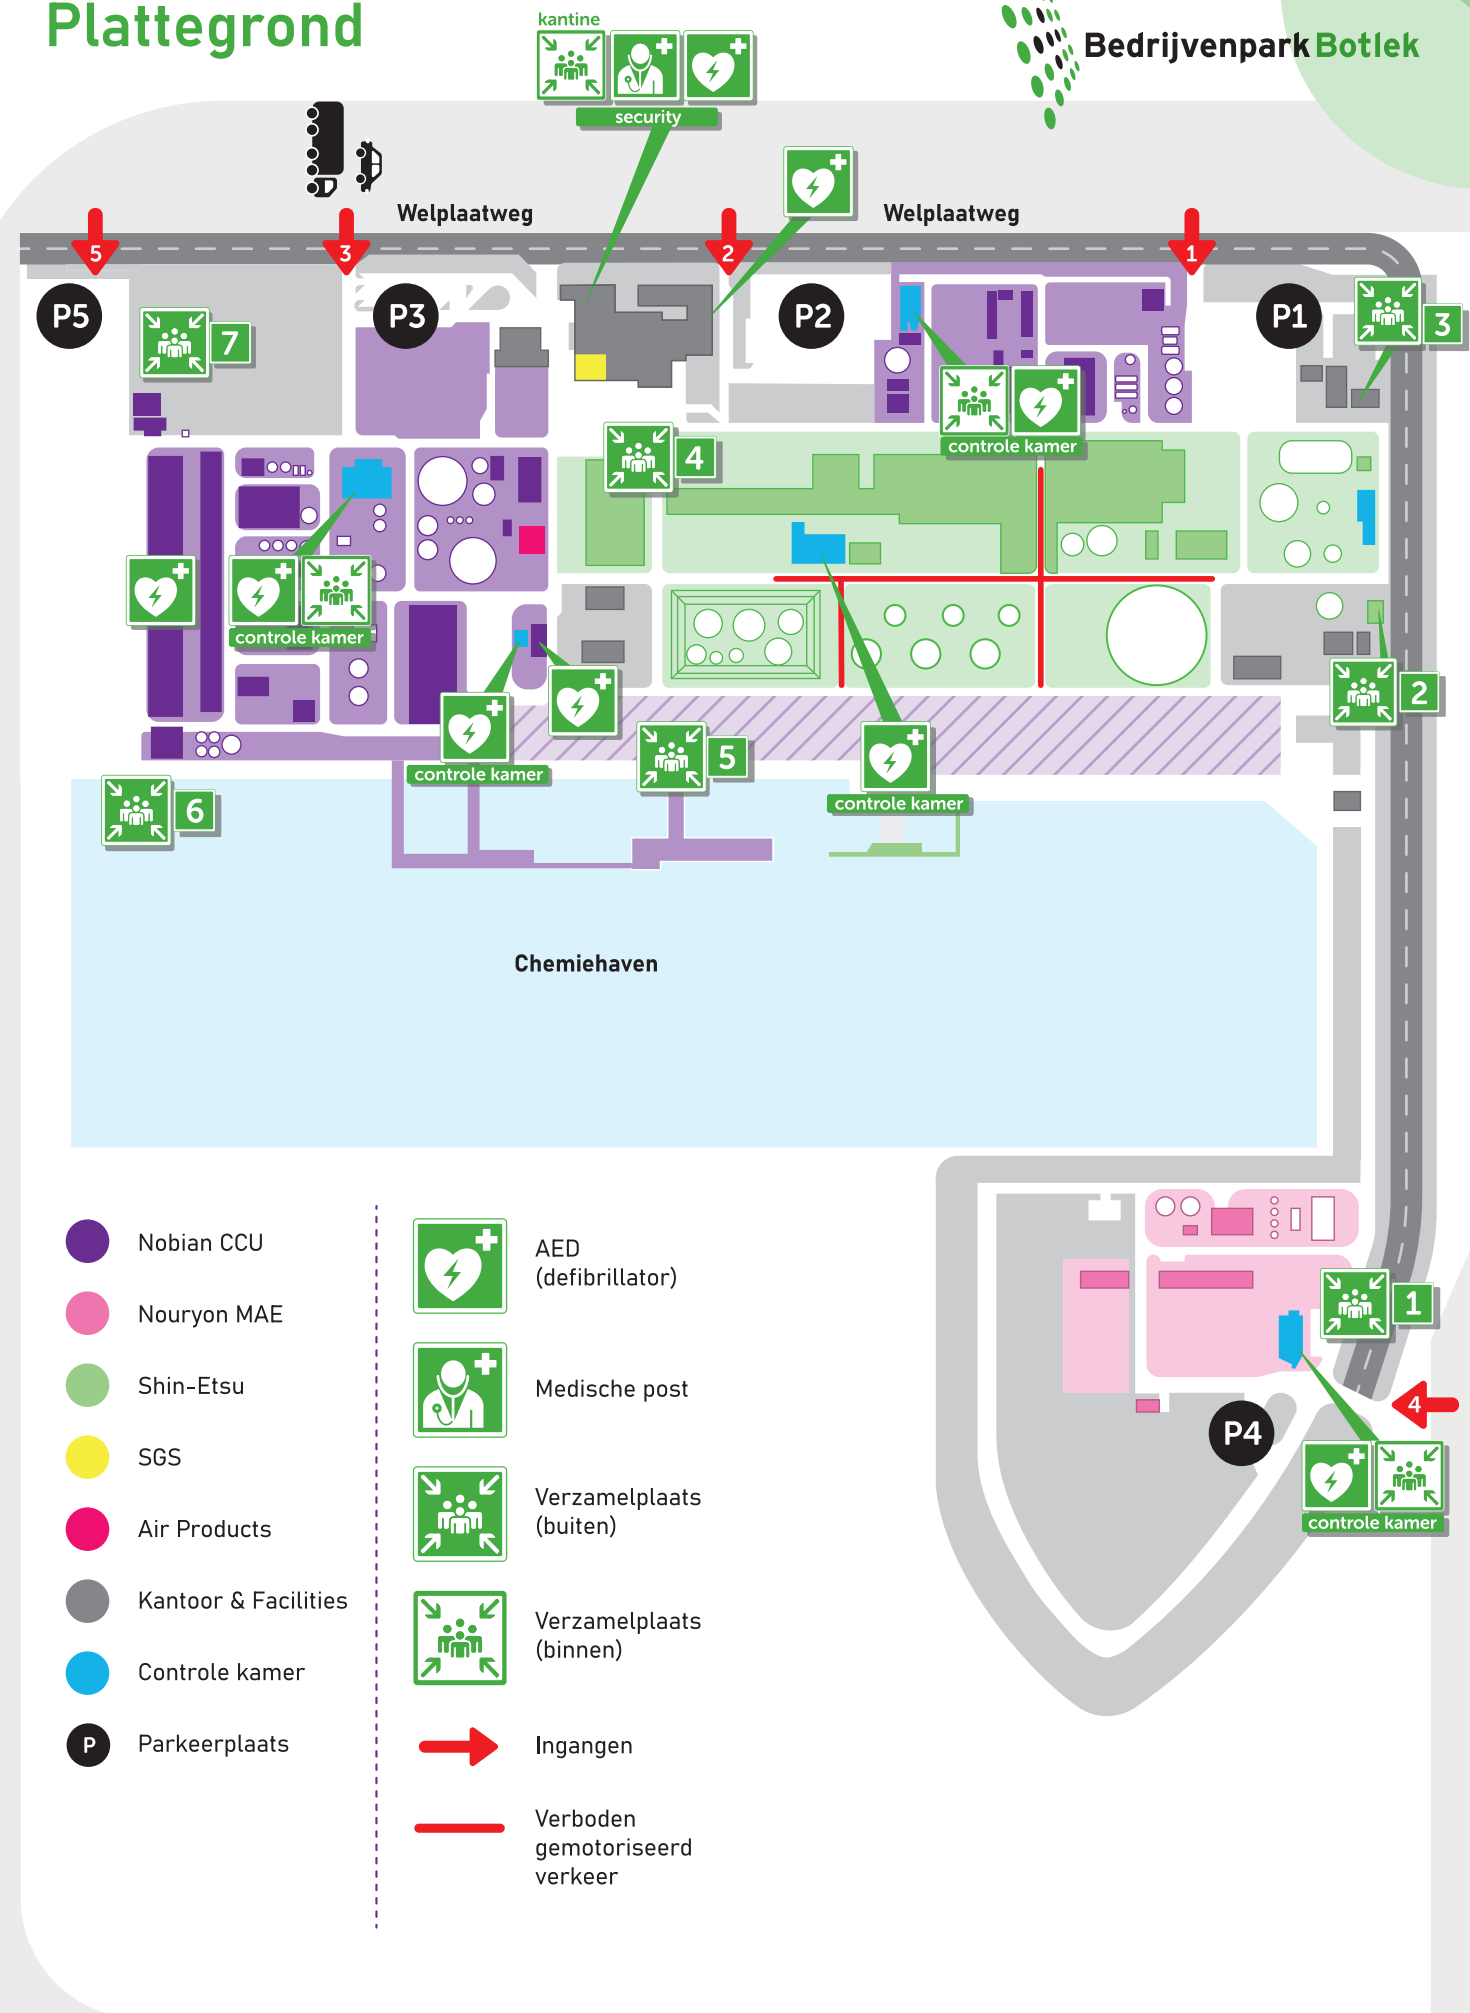 Plattegrond
kantine
Bedrijvenpark Botlek
security
Welplaatweg
Welplaatweg
5
3
2
1
P5
P3
P2
P1
7
3
4
controle kamer
controle kamer
2
5
controle kamer
controle kamer
6
Chemiehaven
Nobian CCU
Nouryon MAE
Shin-Etsu
SGS
Air Products
Kantoor & Facilities
Controle kamer
P
Parkeerplaats
AED
(defibrillator)
Medische post
Verzamelplaats
(buiten)
Verzamelplaats
(binnen)
Ingangen
Verboden
gemotoriseerd
verkeer
1
4
P4
controle kamer